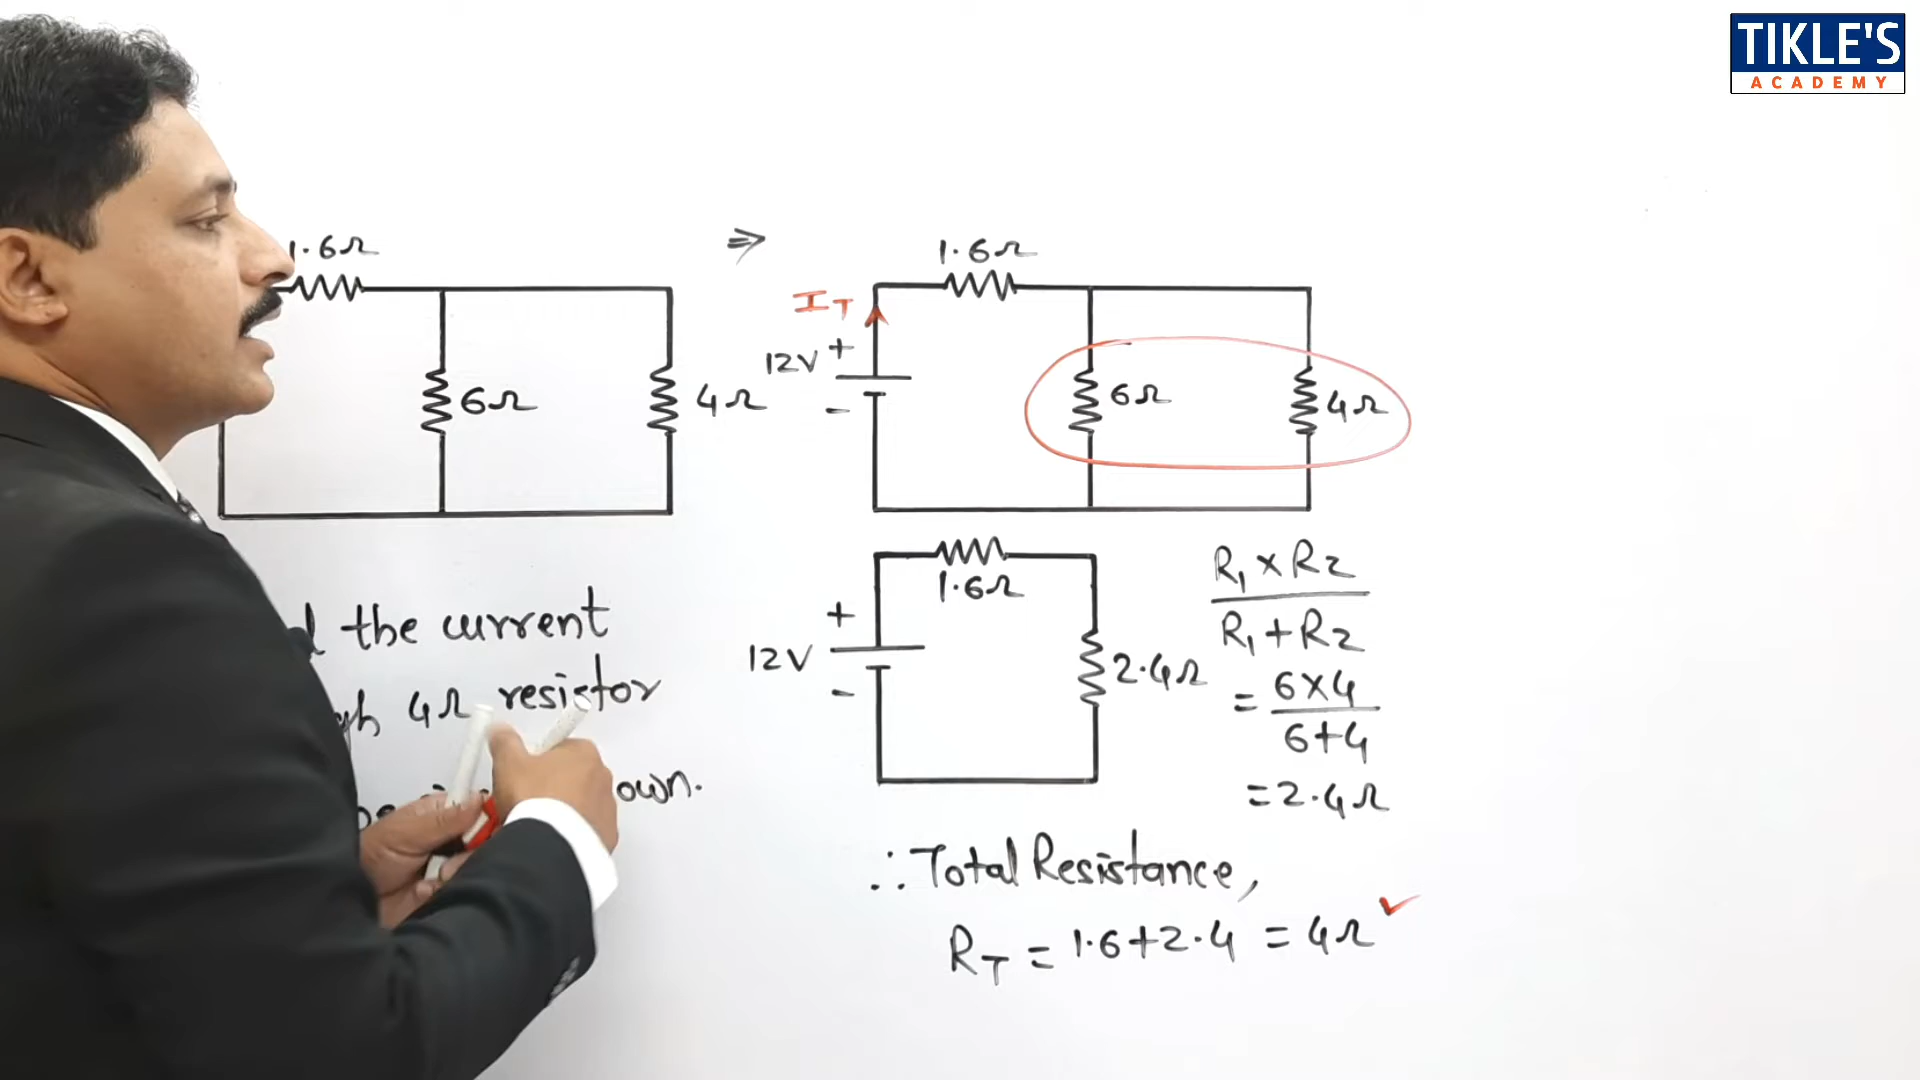 TIKLE'S
ACADEMY
1.6Ω
6Ω
4Ω
the current
4Ω resistor
own.
⇒
1.6Ω
I_T
12V
+
-
6Ω
4Ω
1.6Ω
+
12V
-
2.4Ω
R₁ × R₂
R₁ + R₂
= 6×4
6+4
= 2.4Ω
∴ Total Resistance,
R_T = 1.6+2.4 = 4Ω ✓